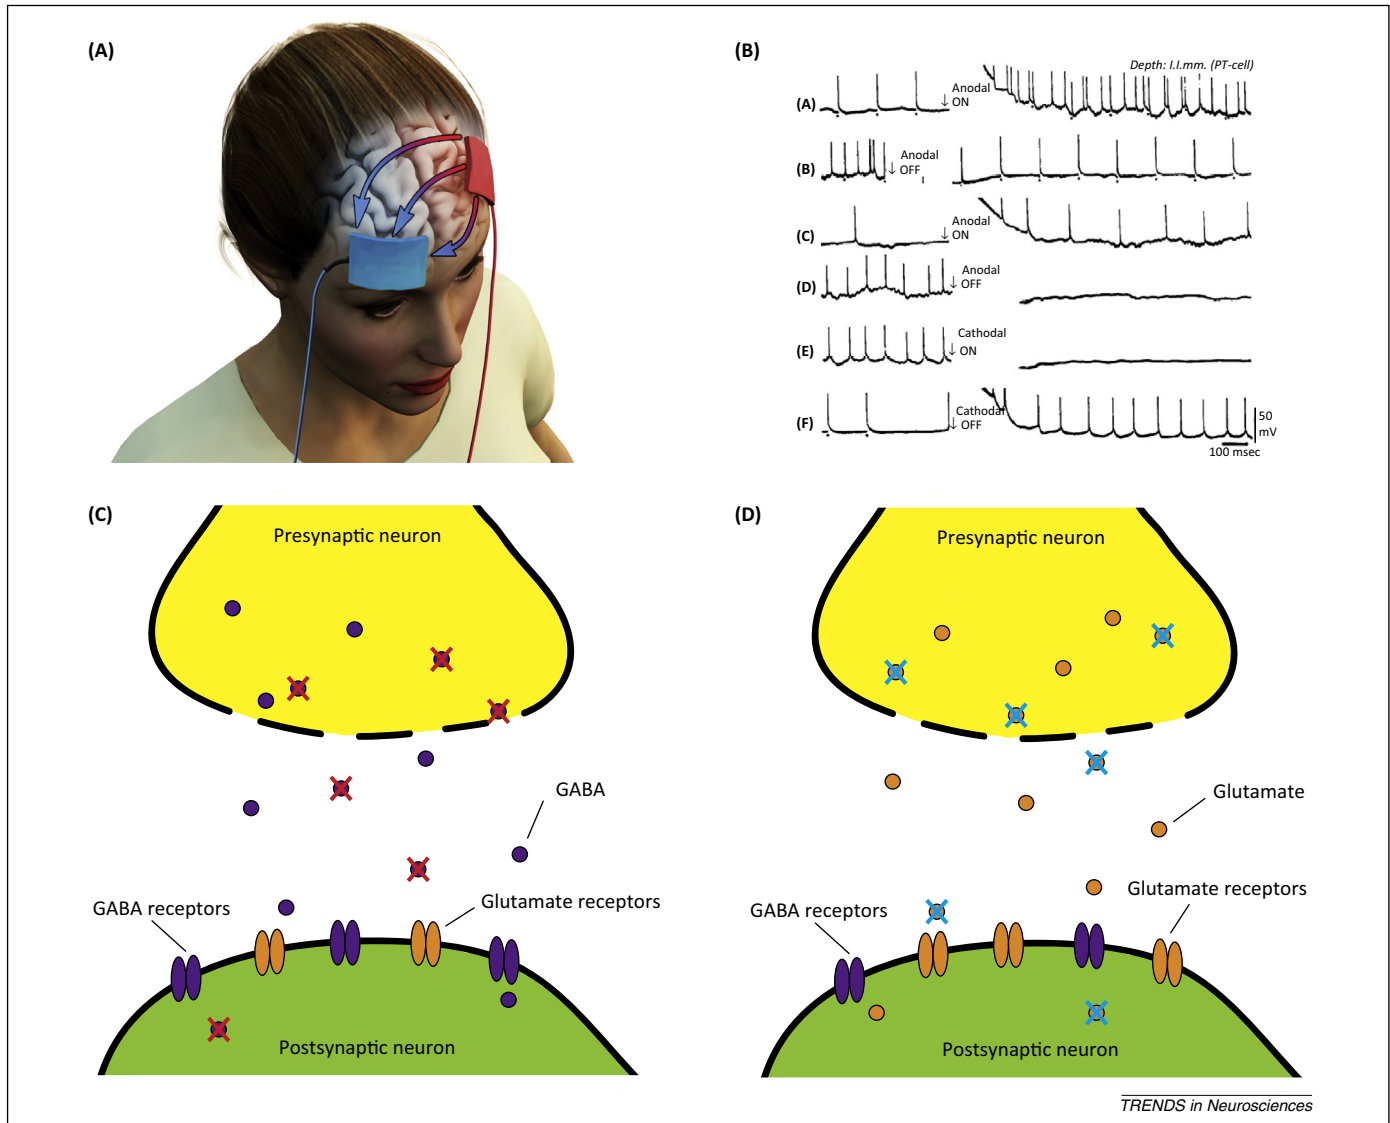 (A)
(B)
Depth: I.I.mm. (PT-cell)
(A)
Anodal
↓ ON
(B)
Anodal
↓ OFF
(C)
Anodal
↓ ON
(D)
Anodal
↓ OFF
(E)
Cathodal
↓ ON
(F)
Cathodal
↓ OFF
50
mV
100 msec
(C)
Presynaptic neuron
GABA
GABA receptors
Glutamate receptors
Postsynaptic neuron
(D)
Presynaptic neuron
Glutamate
GABA receptors
Glutamate receptors
Postsynaptic neuron
TRENDS in Neurosciences